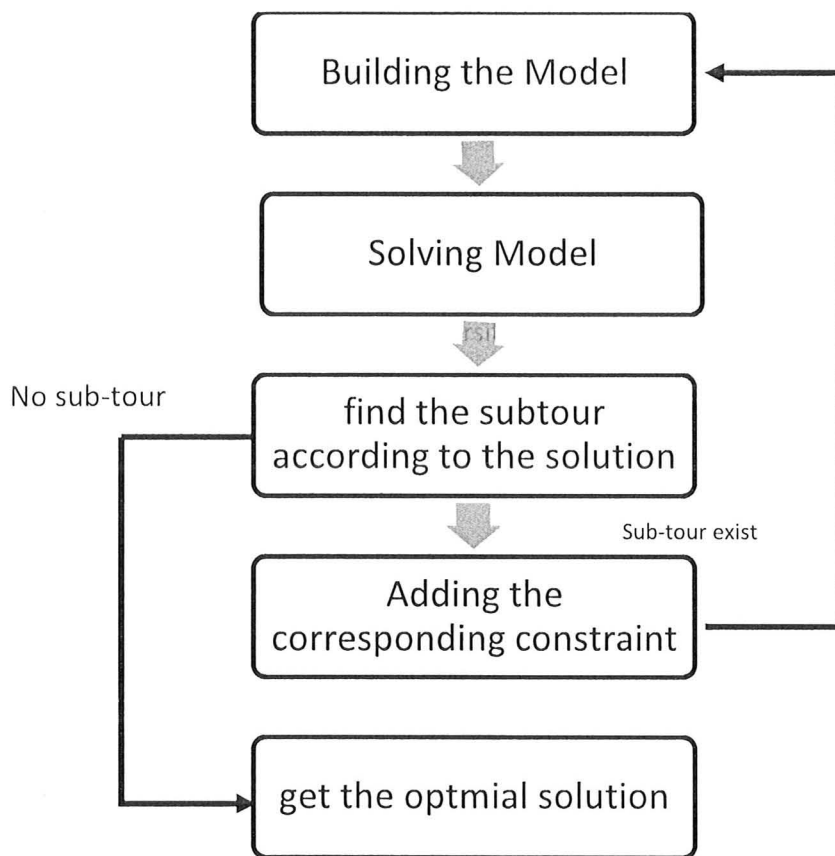 Building the Model
Solving Model
rsil
No sub-tour
find the subtour
according to the solution
Sub-tour exist
Adding the
corresponding constraint
get the optmial solution